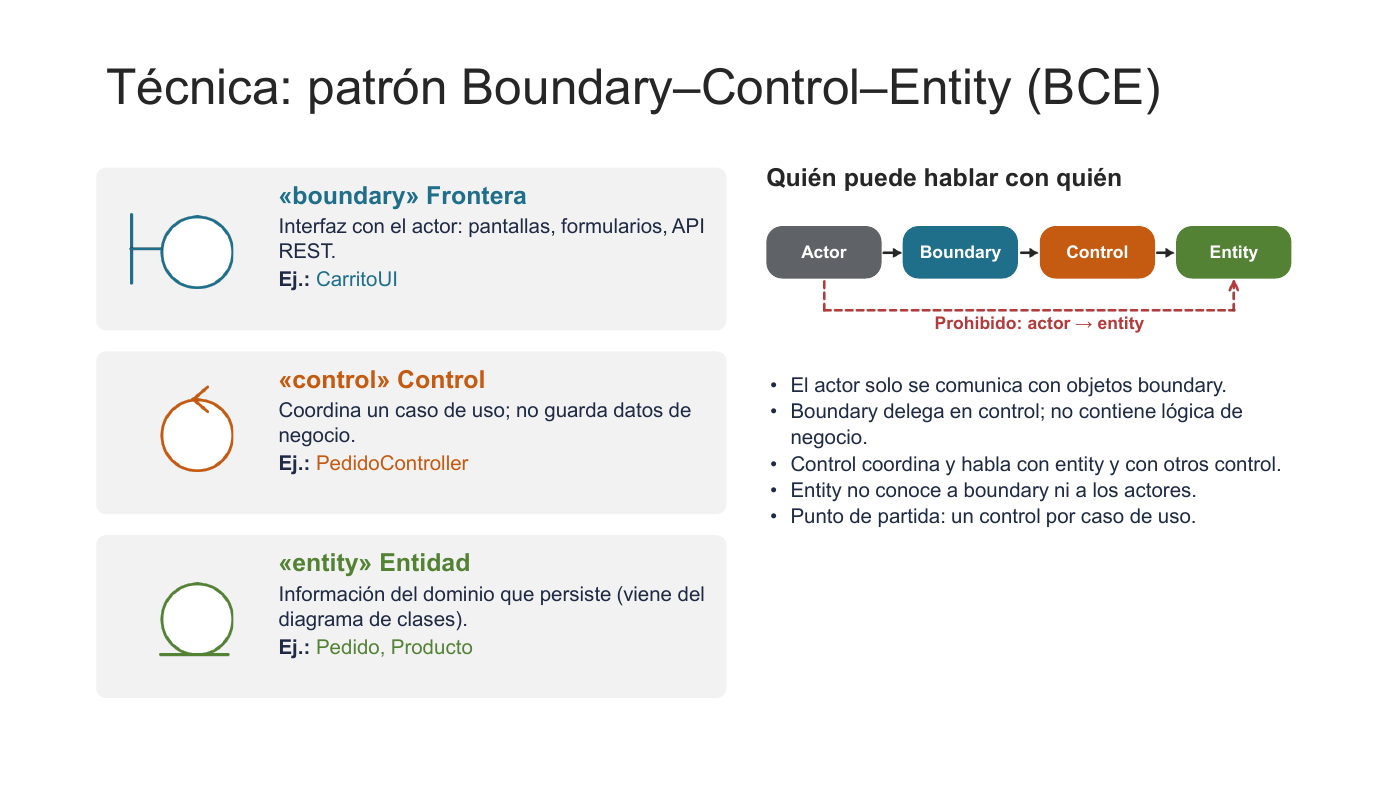 Técnica: patrón Boundary–Control–Entity (BCE)
«boundary» Frontera
Interfaz con el actor: pantallas, formularios, API
REST.
Ej.: CarritoUI
«control» Control
Coordina un caso de uso; no guarda datos de
negocio.
Ej.: PedidoController
«entity» Entidad
Información del dominio que persiste (viene del
diagrama de clases).
Ej.: Pedido, Producto
Quién puede hablar con quién
Actor
Boundary
Control
Entity
Prohibido: actor → entity
• El actor solo se comunica con objetos boundary.
• Boundary delega en control; no contiene lógica de
negocio.
• Control coordina y habla con entity y con otros control.
• Entity no conoce a boundary ni a los actores.
• Punto de partida: un control por caso de uso.